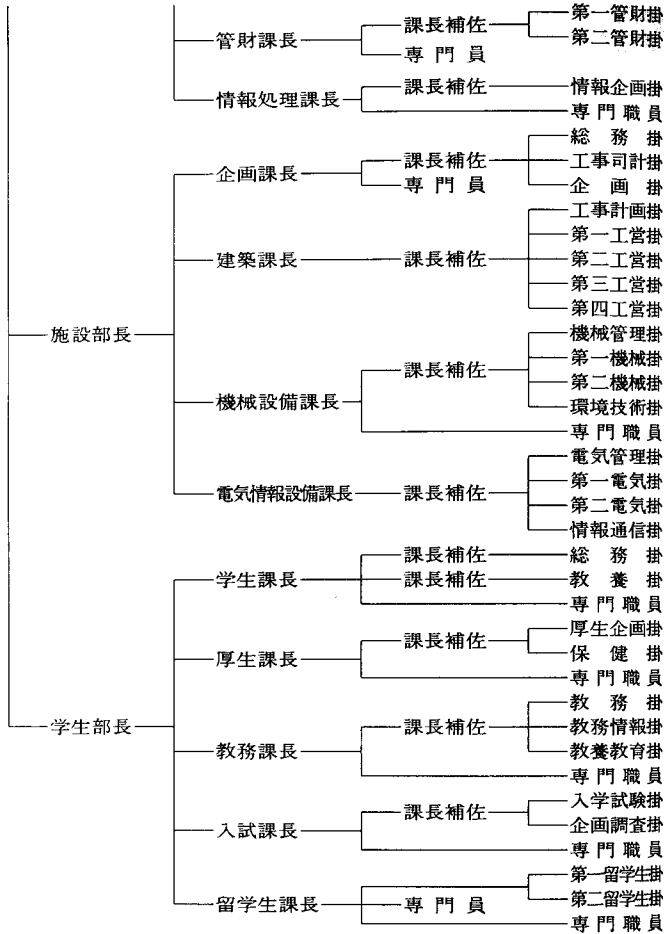 第一管財掛
管財課長 課長補佐 第二管財掛
専門員
情報処理課長 課長補佐 情報企画掛
専門職員
総務掛
企画課長 課長補佐 工事司計掛
専門員 企画掛
工事計画掛
第一工営掛
建築課長 課長補佐 第二工営掛
第三工営掛
第四工営掛
施設部長 機械管理掛
課長補佐 第一機械掛
第二機械掛
機械設備課長 環境技術掛
専門職員
電気管理掛
第一電気掛
電気情報設備課長 課長補佐 第二電気掛
情報通信掛
学生課長 課長補佐 総務掛
課長補佐 教養掛
専門職員
厚生課長 課長補佐 厚生企画掛
保健掛
専門職員
学生部長 教務掛
教務課長 課長補佐 教務情報掛
教養教育掛
専門職員
入試課長 課長補佐 入学試験掛
企画調査掛
専門職員
第一留学生掛
留学生課長 専門員 第二留学生掛
専門職員